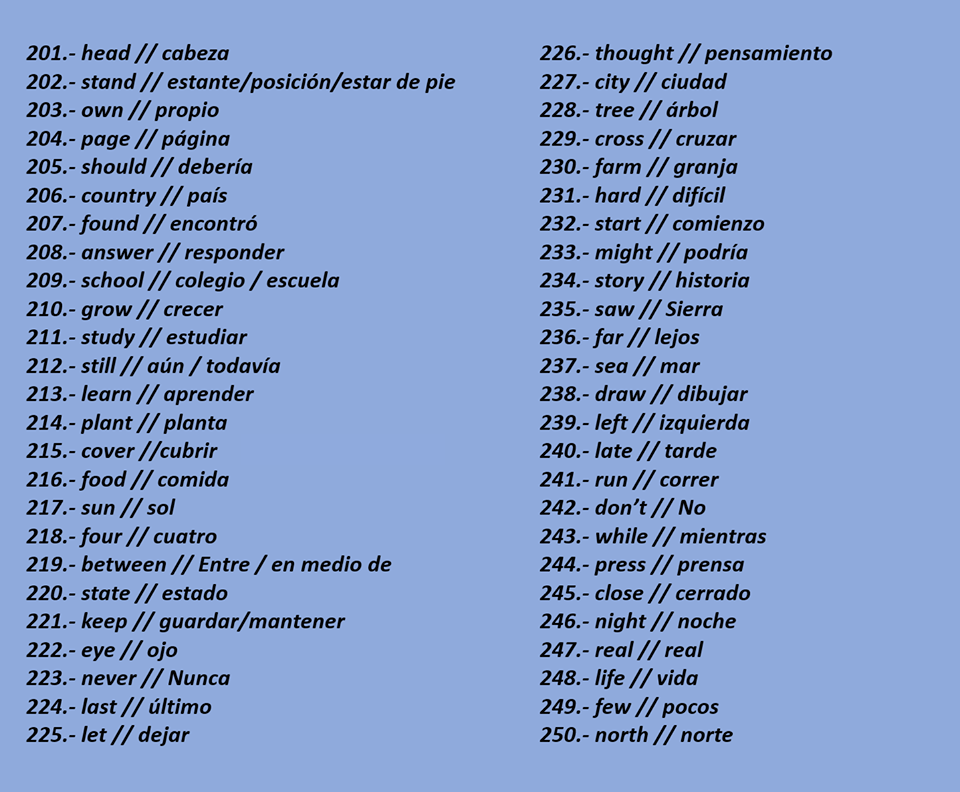 201.- head // cabeza
202.- stand // estante/posición/estar de pie
203.- own // propio
204.- page // página
205.- should // debería
206.- country // país
207.- found // encontró
208.- answer // responder
209.- school // colegio / escuela
210.- grow // crecer
211.- study // estudiar
212.- still // aún / todavía
213.- learn // aprender
214.- plant // planta
215.- cover //cubrir
216.- food // comida
217.- sun // sol
218.- four // cuatro
219.- between // Entre / en medio de
220.- state // estado
221.- keep // guardar/mantener
222.- eye // ojo
223.- never // Nunca
224.- last // último
225.- let // dejar
226.- thought // pensamiento
227.- city // ciudad
228.- tree // árbol
229.- cross // cruzar
230.- farm // granja
231.- hard // difícil
232.- start // comienzo
233.- might // podría
234.- story // historia
235.- saw // Sierra
236.- far // lejos
237.- sea // mar
238.- draw // dibujar
239.- left // izquierda
240.- late // tarde
241.- run // correr
242.- don’t // No
243.- while // mientras
244.- press // prensa
245.- close // cerrado
246.- night // noche
247.- real // real
248.- life // vida
249.- few // pocos
250.- north // norte